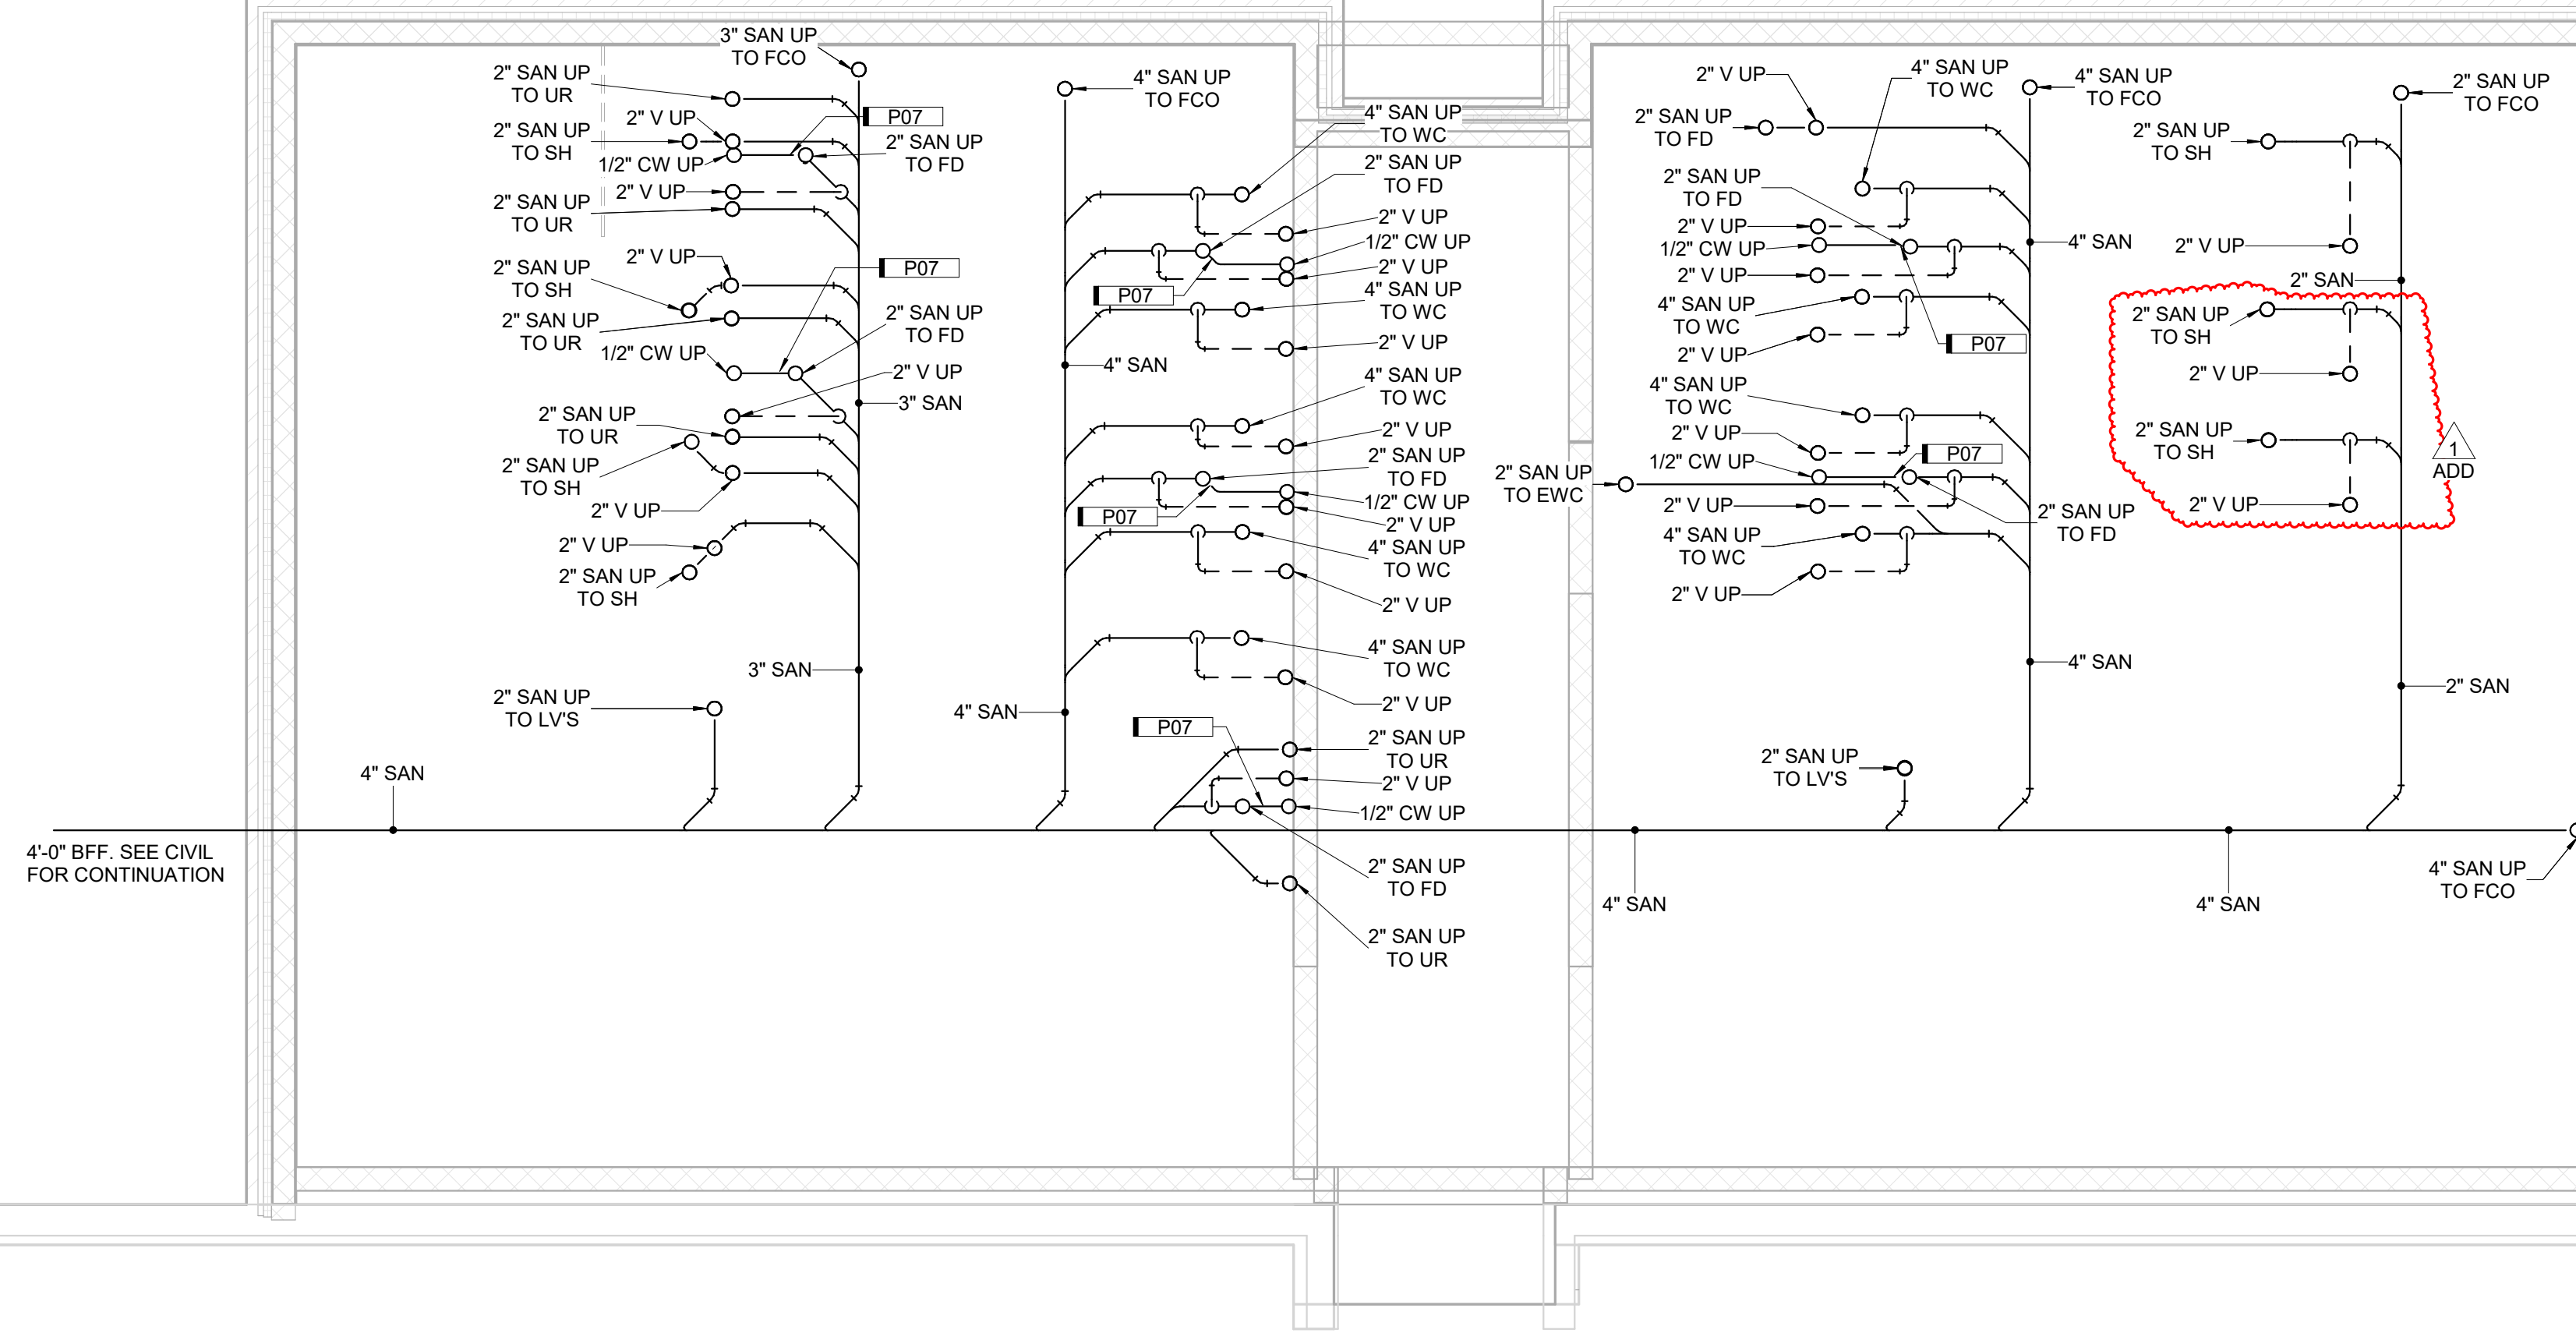 3" SAN UP
TO FCO
2" SAN UP
TO UR
P07
2" V UP
2" SAN UP
TO SH
2" SAN UP
TO FD
1/2" CW UP
2" V UP
2" SAN UP
TO UR
2" V UP
2" SAN UP
TO SH
P07
2" SAN UP
TO UR
2" SAN UP
TO FD
1/2" CW UP
2" V UP
3" SAN
2" SAN UP
TO UR
2" SAN UP
TO SH
2" V UP
2" V UP
2" SAN UP
TO SH
3" SAN
2" SAN UP
TO LV'S
4" SAN
4'-0" BFF. SEE CIVIL
FOR CONTINUATION
4" SAN UP
TO FCO
4" SAN UP
TO WC
2" SAN UP
TO FD
2" V UP
1/2" CW UP
2" V UP
P07
4" SAN UP
TO WC
2" V UP
4" SAN
4" SAN UP
TO WC
2" V UP
2" SAN UP
TO FD
1/2" CW UP
P07
2" V UP
4" SAN UP
TO WC
2" V UP
4" SAN UP
TO WC
2" V UP
4" SAN
P07
2" SAN UP
TO UR
2" V UP
1/2" CW UP
2" SAN UP
TO FD
2" SAN UP
TO UR
2" V UP
4" SAN UP
TO WC
4" SAN UP
TO FCO
2" SAN UP
TO FD
2" SAN UP
TO FD
2" V UP
1/2" CW UP
4" SAN
2" V UP
4" SAN UP
TO WC
P07
2" V UP
4" SAN UP
TO WC
2" V UP
P07
1/2" CW UP
2" SAN UP
TO EWC
2" V UP
2" SAN UP
TO FD
4" SAN UP
TO WC
2" V UP
4" SAN
2" SAN UP
TO LV'S
4" SAN
2" SAN UP
TO FCO
2" SAN UP
TO SH
2" V UP
2" SAN
2" SAN UP
TO SH
2" V UP
2" SAN UP
TO SH
1
ADD
2" V UP
2" SAN
4" SAN UP
TO FCO
4" SAN